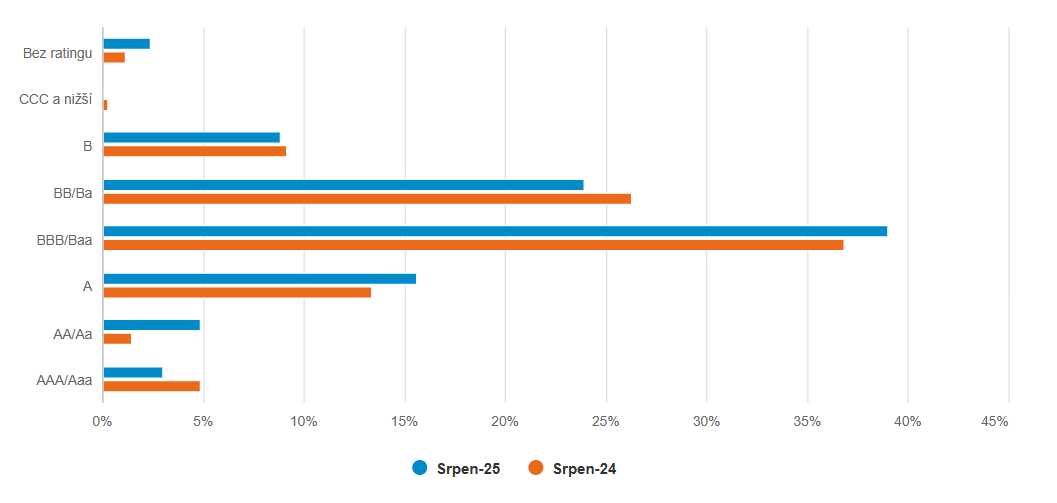 Bez ratingu
CCC a nižší
B
BB/Ba
BBB/Baa
A
AA/Aa
AAA/Aaa
0% 5% 10% 15% 20% 25% 30% 35% 40% 45%
Srpen-25 Srpen-24